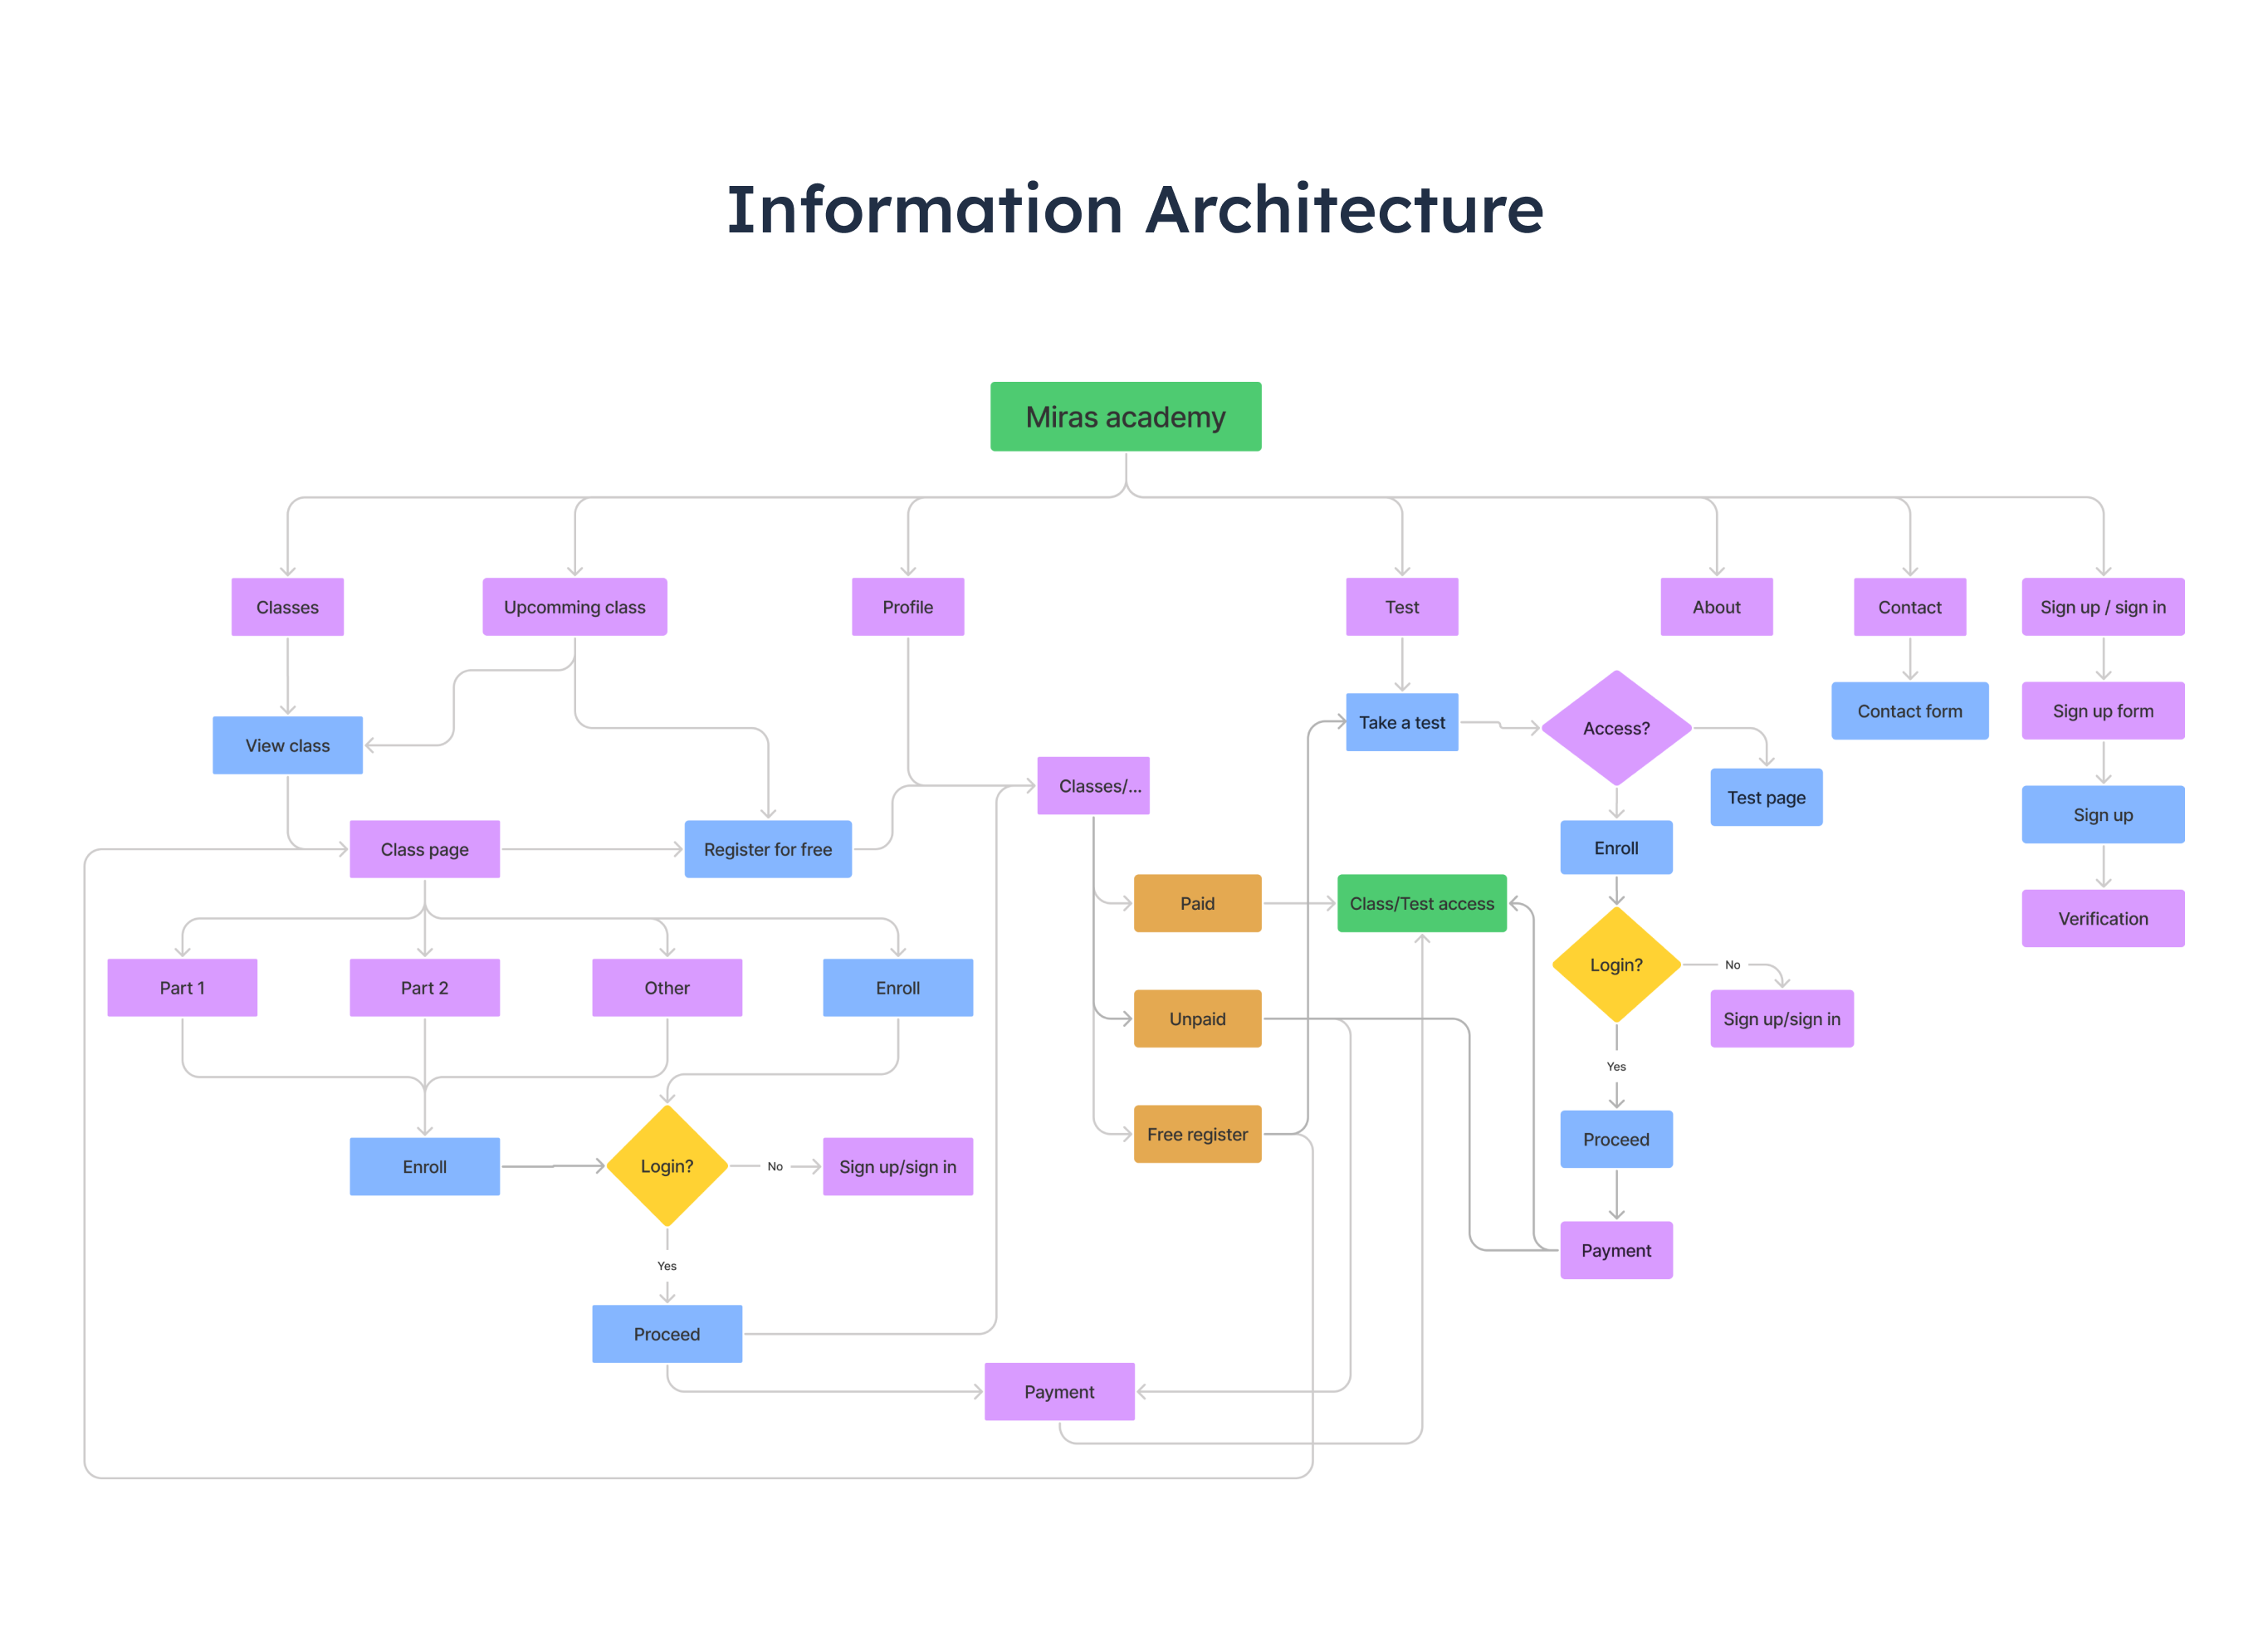 Information Architecture
Miras academy
Classes
Upcomming class
Profile
Test
About
Contact
Sign up / sign in
View class
Take a test
Access?
Contact form
Sign up form
Classes/...
Test page
Sign up
Class page
Register for free
Enroll
Paid
Class/Test access
Verification
Part 1
Part 2
Other
Enroll
Login?
No
Unpaid
Sign up/sign in
Yes
Free register
Proceed
Enroll
Login?
No
Sign up/sign in
Yes
Payment
Proceed
Payment